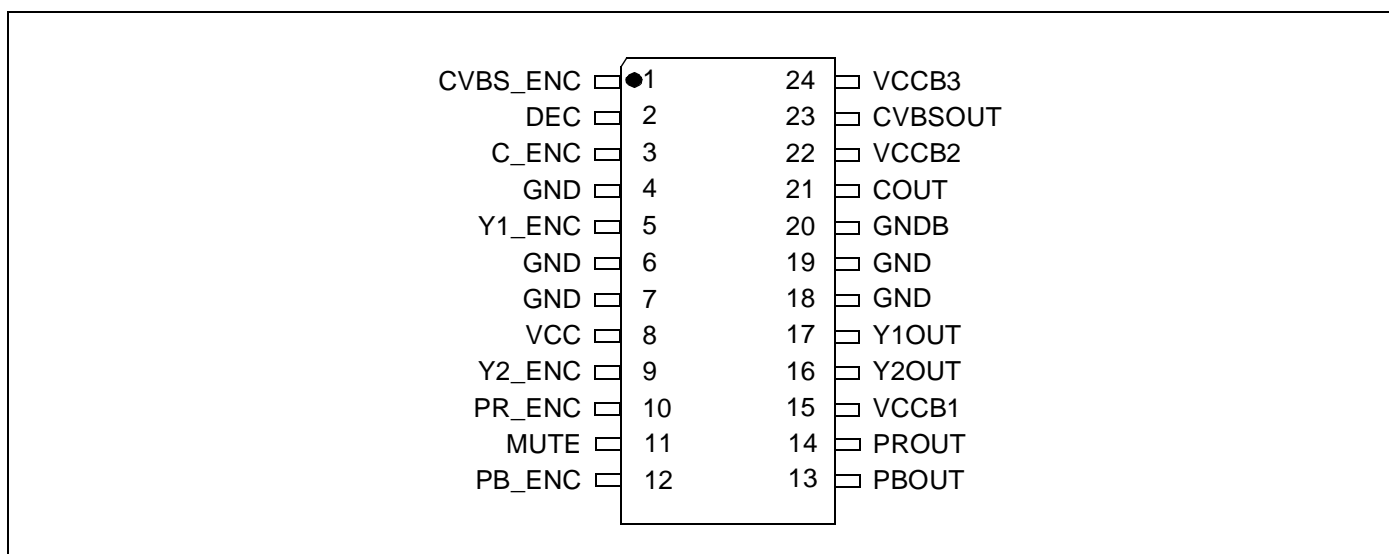 CVBS_ENC 1 24 VCCB3
DEC 2 23 CVBSOUT
C_ENC 3 22 VCCB2
GND 4 21 COUT
Y1_ENC 5 20 GNDB
GND 6 19 GND
GND 7 18 GND
VCC 8 17 Y1OUT
Y2_ENC 9 16 Y2OUT
PR_ENC 10 15 VCCB1
MUTE 11 14 PROUT
PB_ENC 12 13 PBOUT